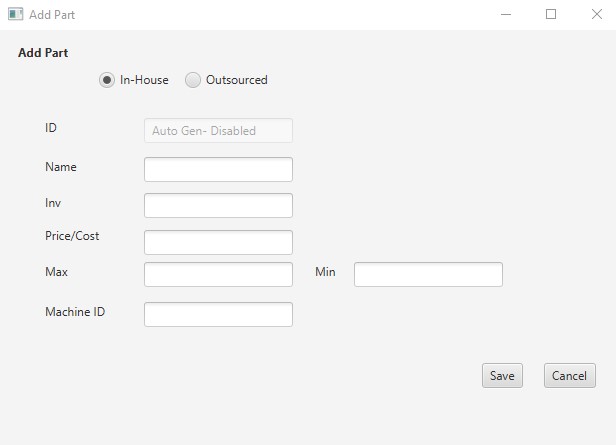 Add Part
Add Part
In-House Outsourced
ID Auto Gen- Disabled
Name
Inv
Price/Cost
Max Min
Machine ID
Save Cancel